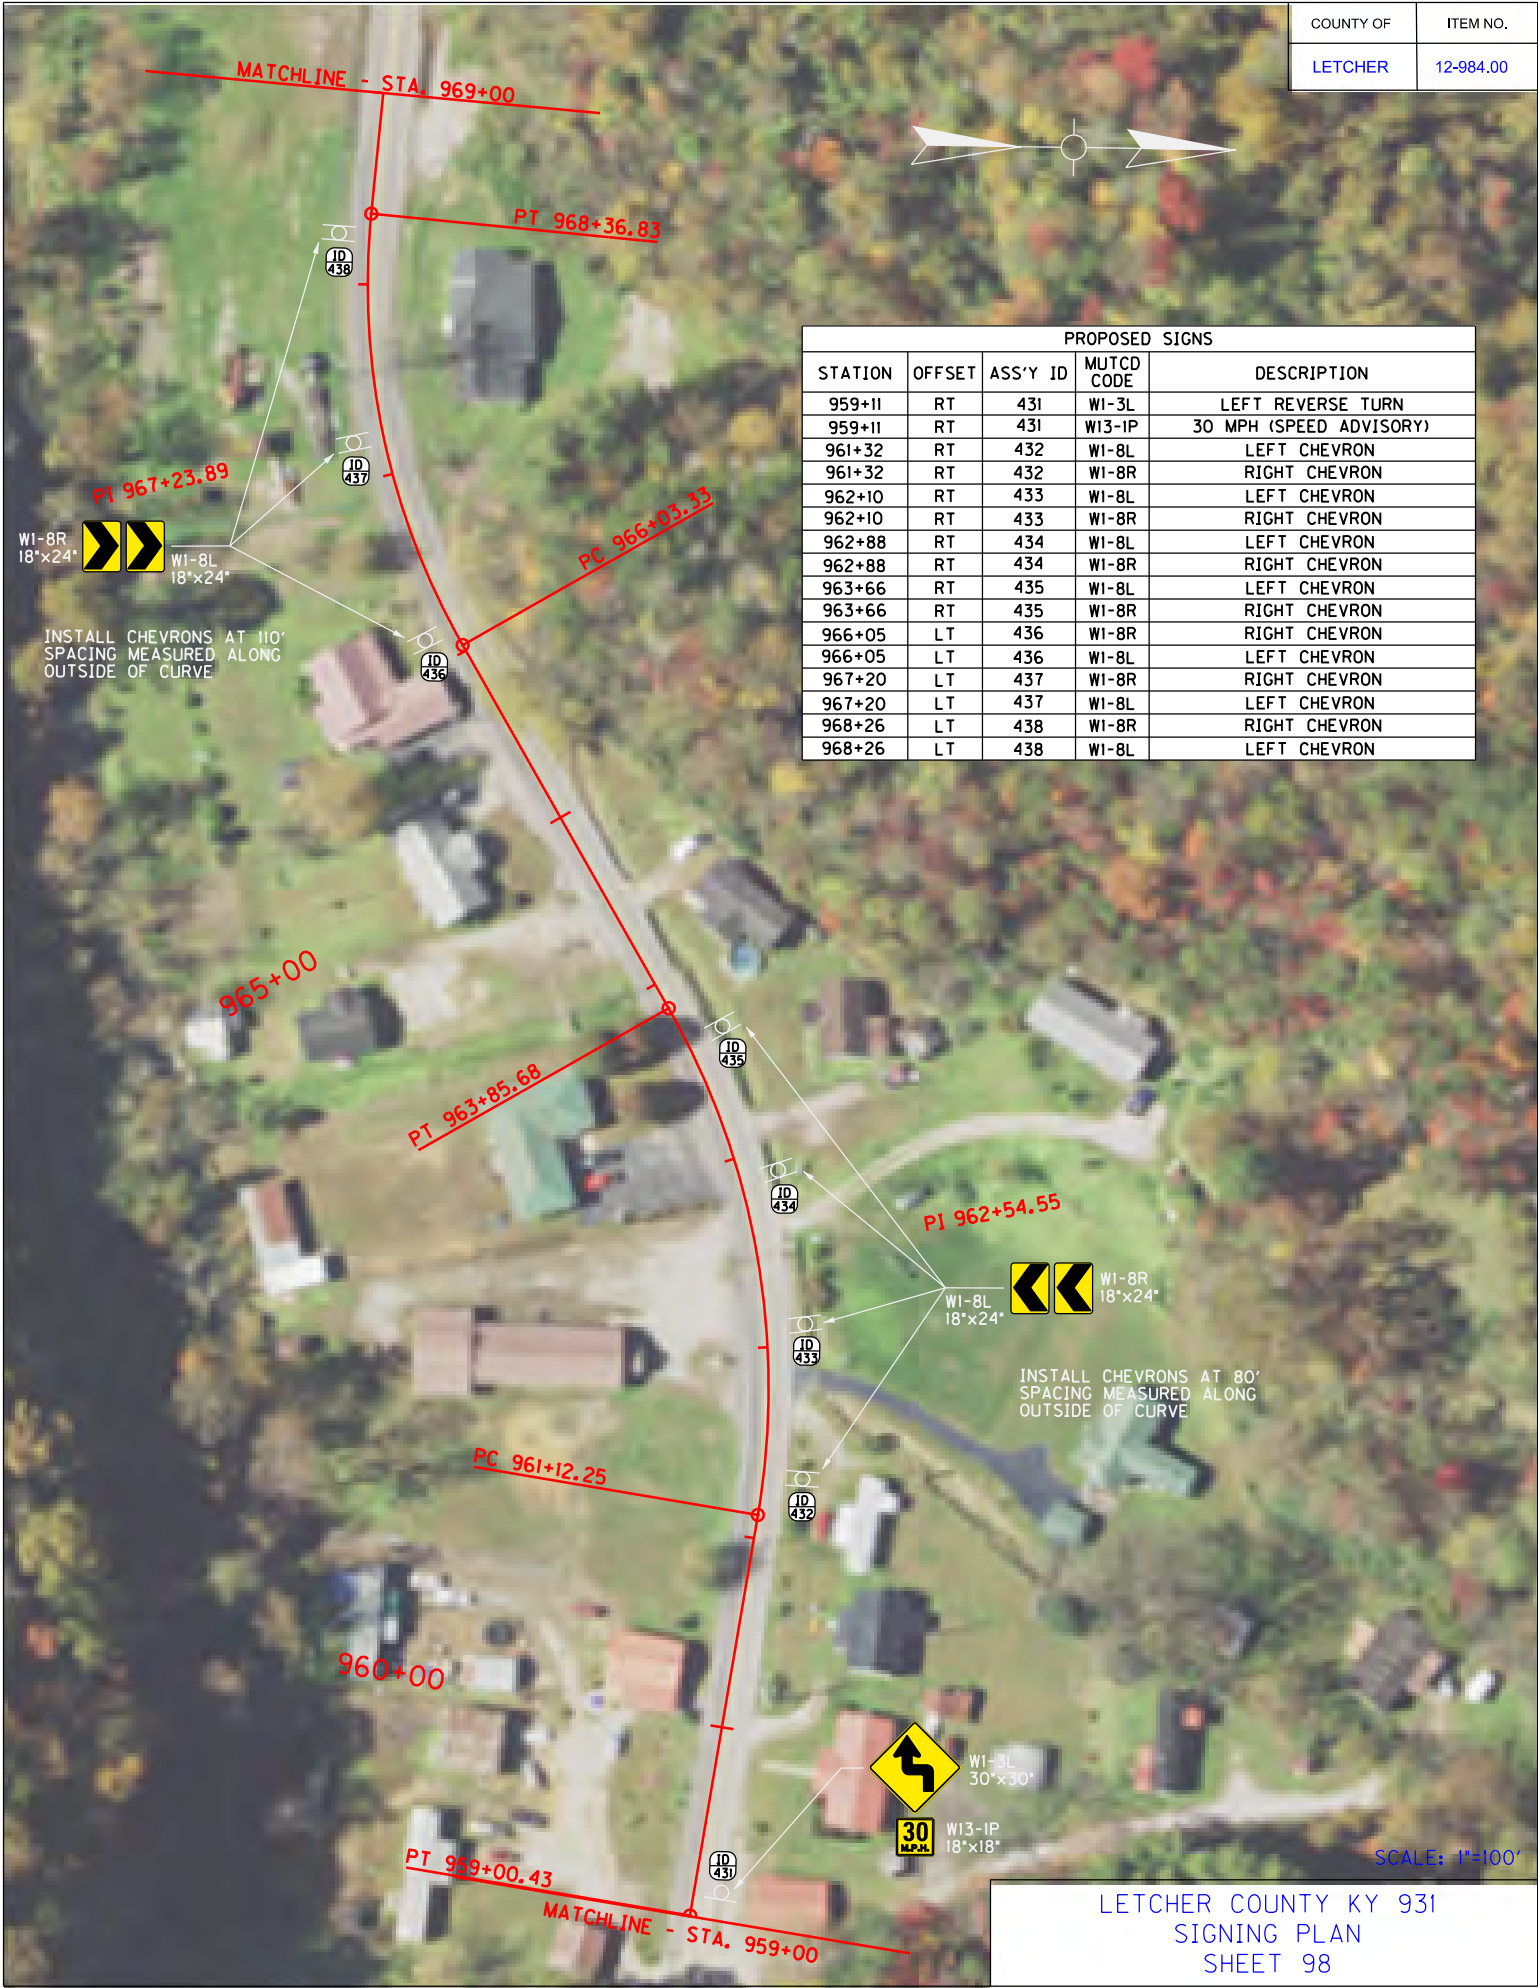 COUNTY OF ITEM NO.
LETCHER 12-984.00
MATCHLINE - STA. 969+00
PT 968+36.83
ID 438
PROPOSED SIGNS
STATION OFFSET ASS'Y ID MUTCD CODE DESCRIPTION
959+11 RT 431 W1-3L LEFT REVERSE TURN
959+11 RT 431 W13-1P 30 MPH (SPEED ADVISORY)
961+32 RT 432 W1-8L LEFT CHEVRON
961+32 RT 432 W1-8R RIGHT CHEVRON
962+10 RT 433 W1-8L LEFT CHEVRON
962+10 RT 433 W1-8R RIGHT CHEVRON
962+88 RT 434 W1-8L LEFT CHEVRON
962+88 RT 434 W1-8R RIGHT CHEVRON
963+66 RT 435 W1-8L LEFT CHEVRON
963+66 RT 435 W1-8R RIGHT CHEVRON
966+05 LT 436 W1-8R RIGHT CHEVRON
966+05 LT 436 W1-8L LEFT CHEVRON
967+20 LT 437 W1-8R RIGHT CHEVRON
967+20 LT 437 W1-8L LEFT CHEVRON
968+26 LT 438 W1-8R RIGHT CHEVRON
968+26 LT 438 W1-8L LEFT CHEVRON
ID 437
PI 967+23.89
PC 966+03.33
W1-8R
18"x24"
W1-8L
18"x24"
INSTALL CHEVRONS AT 110'
SPACING MEASURED ALONG
OUTSIDE OF CURVE
ID 436
965+00
ID 435
PT 963+85.68
ID 434
PI 962+54.55
W1-8L
18"x24"
W1-8R
18"x24"
ID 433
INSTALL CHEVRONS AT 80'
SPACING MEASURED ALONG
OUTSIDE OF CURVE
PC 961+12.25
ID 432
960+00
W1-3L
30"x30"
30
M.P.H.
W13-1P
18"x18"
ID 431
PT 959+00.43
MATCHLINE - STA. 959+00
SCALE: 1"=100'
LETCHER COUNTY KY 931
SIGNING PLAN
SHEET 98